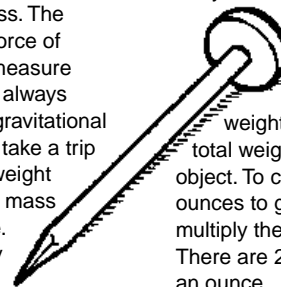 ss. The
orce of
neasure
always
gravitational
take a trip
weight
mass
weight
total weig
object. To c
ounces to g
multiply the
There are 2
an ounce